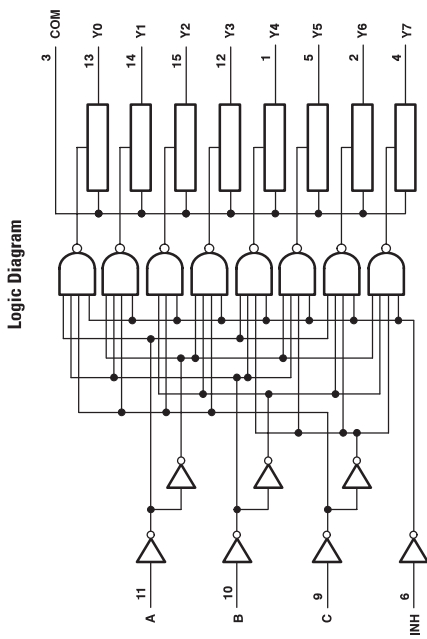 Logic Diagram
3 COM
13 Y0
14 Y1
15 Y2
12 Y3
1 Y4
5 Y5
2 Y6
4 Y7
11 A
10 B
9 C
6 INH